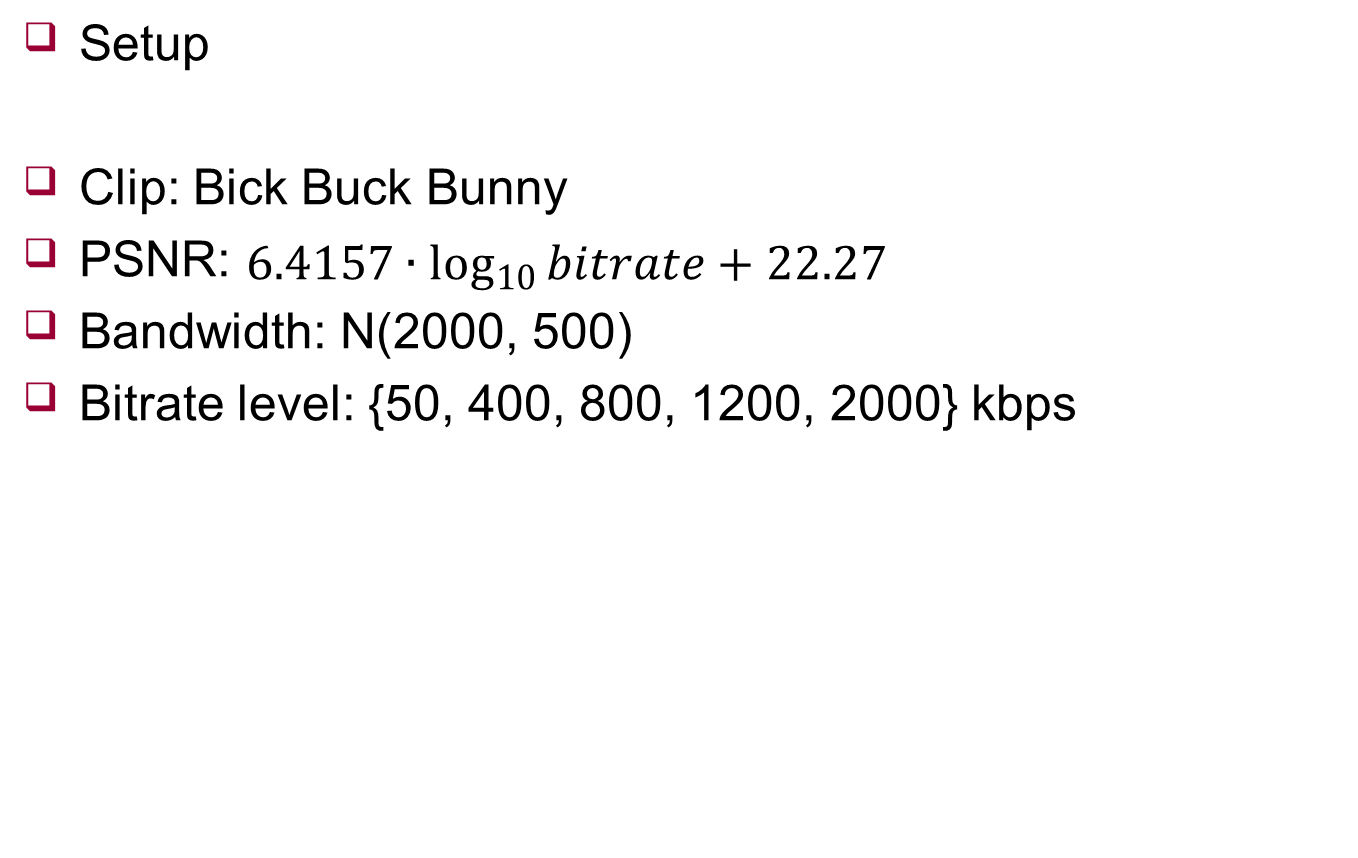 ❑ Setup
❑ Clip: Bick Buck Bunny
❑ PSNR: 6.4157 · log₁₀ bitrate + 22.27
❑ Bandwidth: N(2000, 500)
❑ Bitrate level: {50, 400, 800, 1200, 2000} kbps